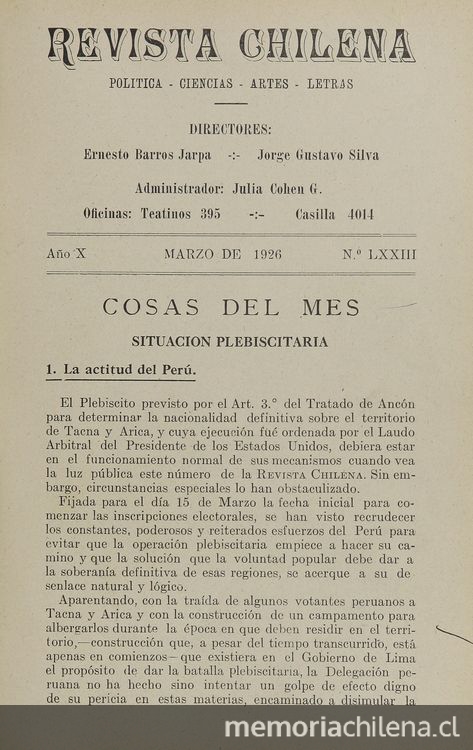 REVISTA CHILENA
POLITICA - CIENCIAS - ARTES - LETRAS
DIRECTORES:
Ernesto Barros Jarpa -:- Jorge Gustavo Silva
Administrador: Julia Cohen G.
Oficinas: Teatinos 395 -:- Casilla 4014
Año X MARZO DE 1926 N.º LXXIII
COSAS DEL MES
SITUACION PLEBISCITARIA
1. La actitud del Perú.
El Plebiscito previsto por el Art. 3.° del Tratado de Ancón
para determinar la nacionalidad definitiva sobre el territorio
de Tacna y Arica, y cuya ejecución fué ordenada por el Laudo
Arbitral del Presidente de los Estados Unidos, debiera estar
en el funcionamiento normal de sus mecanismos cuando vea
la luz pública este número de la REVISTA CHILENA. Sin em-
bargo, circunstancias especiales lo han obstaculizado.
Fijada para el día 15 de Marzo la fecha inicial para co-
menzar las inscripciones electorales, se han visto recrudecer
los constantes, poderosos y reiterados esfuerzos del Perú para
evitar que la operación plebiscitaria empiece a hacer su ca-
mino y que la solución que la voluntad popular debe dar a
la soberanía definitiva de esas regiones, se acerque a su de
senlace natural y lógico.
Aparentando, con la traída de algunos votantes peruanos a
Tacna y Arica y con la construcción de un campamento para
albergarlos durante la época en que deben residir en el terri-
torio,—construcción que, a pesar del tiempo transcurrido, está
apenas en comienzos—que existiera en el Gobierno de Lima
el propósito de dar la batalla plebiscitaria, la Delegación pe-
ruana no ha hecho sino intentar un golpe de efecto digno
de su pericia en estas materias, encaminado a disimular la
memoriachilena.cl